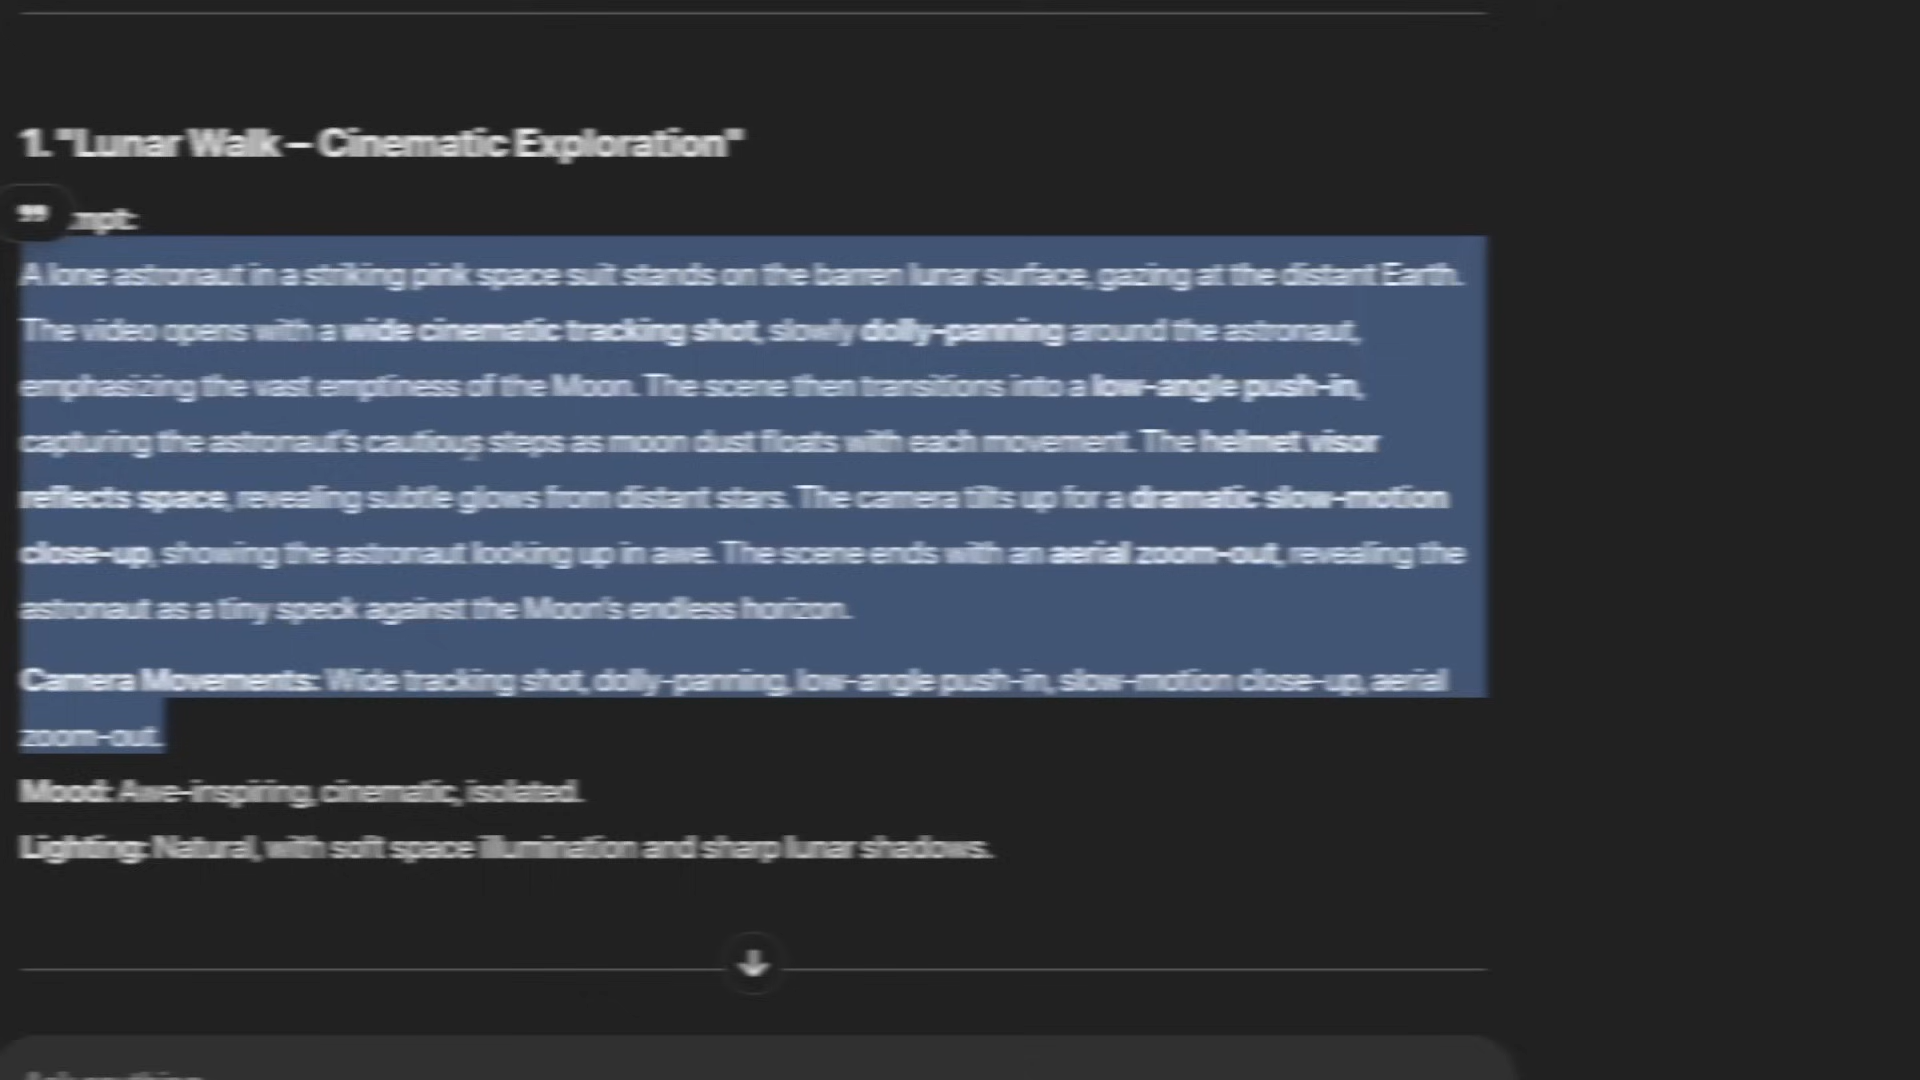 1. "Lunar Walk – Cinematic Exploration"
mpt:
A lone astronaut in a striking pink space suit stands on the barren lunar surface, gazing at the distant Earth.
The video opens with a wide cinematic tracking shot, slowly dolly-panning around the astronaut,
emphasizing the vast emptiness of the Moon. The scene then transitions into a low-angle push-in,
capturing the astronaut's cautious steps as moon dust floats with each movement. The helmet visor
reflects space, revealing subtle glows from distant stars. The camera tilts up for a dramatic slow-motion
close-up, showing the astronaut looking up in awe. The scene ends with an aerial zoom-out, revealing the
astronaut as a tiny speck against the Moon's endless horizon.
Camera Movements: Wide tracking shot, dolly-panning, low-angle push-in, slow-motion close-up, aerial
zoom-out.
Mood: Awe-inspiring, cinematic, isolated.
Lighting: Natural, with soft space illumination and sharp lunar shadows.